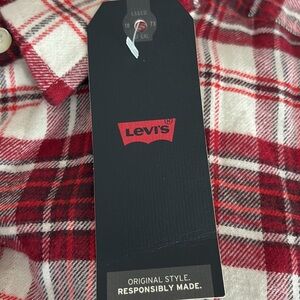 LEVI'S
ORIGINAL STYLE.
RESPONSIBLY MADE.